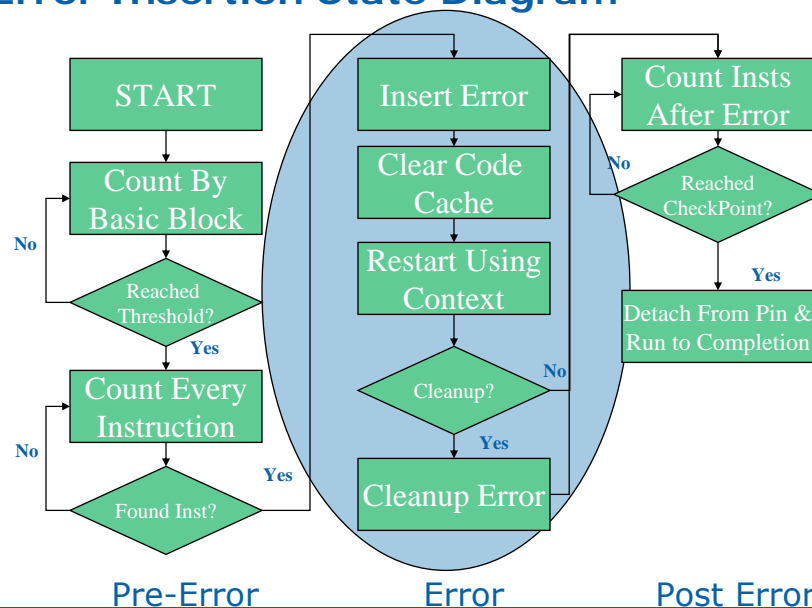 Error Insertion State Diagram
START
Count By
Basic Block
No
Reached
Threshold?
Yes
Count Every
Instruction
No
Found Inst?
Yes
Pre-Error
Insert Error
Clear Code
Cache
Restart Using
Context
Cleanup?
No
Yes
Cleanup Error
Error
Count Insts
After Error
No
Reached
CheckPoint?
Yes
Detach From Pin &
Run to Completion
Post Error